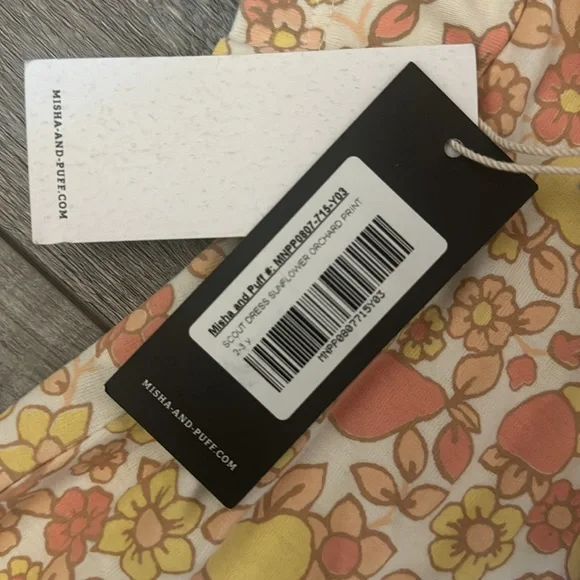 MISHA-AND-PUFF.COM
Misha and Puff #: MNPP0807-715-Y03
SCOUT DRESS SUNFLOWER ORCHARD PRINT
2-3 y
MNPP0807715Y03
MISHA-AND-PUFF.COM